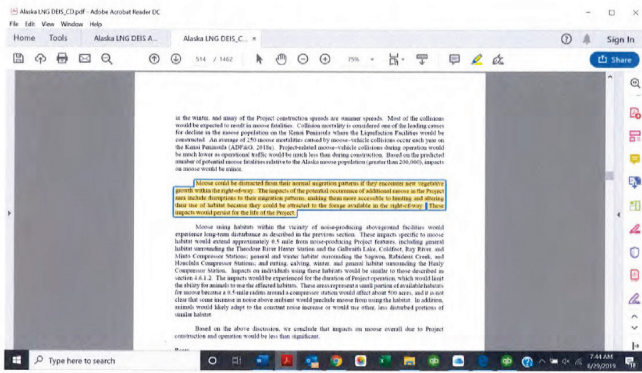 Alaska LNG DEIS_CD.pdf - Adobe Acrobat Reader DC
File Edit View Window Help
Home Tools Alaska LNG DEIS A... Alaska LNG DEIS_C... × Sign In
514 / 1462 75% Share
in the winter, and many of the Project construction spreads are summer spreads. Most of the collisions
would be expected to result in moose fatalities. Collision mortality is considered one of the leading causes
for decline in the moose population on the Kenai Peninsula where the Liquefaction Facilities would be
constructed. An average of 250 moose mortalities caused by moose-vehicle collisions occur each year on
the Kenai Peninsula (ADF&G, 2018s). Project-related moose-vehicle collisions during operation would
be much lower as operational traffic would be much less than during construction. Based on the predicted
number of potential moose fatalities relative to the Alaska moose population (greater than 200,000), impacts
on moose would be minor.
Moose could be distracted from their normal migration patterns if they encounter new vegetative
growth within the right-of-way. The impacts of the potential occurrence of additional moose in the Project
area include disruptions to their migration patterns, making them more accessible to hunting and altering
their use of habitat because they could be attracted to the forage available in the right-of-way. These
impacts would persist for the life of the Project.
Moose using habitats within the vicinity of noise-producing aboveground facilities would
experience long-term disturbance as described in the previous section. These impacts specific to moose
habitat would extend approximately 0.5 mile from noise-producing Project features, including general
habitat surrounding the Theodore River Heater Station and the Galbraith Lake, Coldfoot, Ray River, and
Minto Compressor Stations; general and winter habitat surrounding the Sagwon, Rabideux Creek, and
Honolulu Compressor Stations; and rutting, calving, winter, and general habitat surrounding the Healy
Compressor Station. Impacts on individuals using these habitats would be similar to those described in
section 4.6.1.2. The impacts would be experienced for the duration of Project operation, which would limit
the ability for animals to use the affected habitats. These areas represent a small portion of available habitats
for moose because a 0.5-mile radius around a compressor station would affect about 500 acres, and it is not
clear that some increase in noise above ambient would preclude moose from using the habitat. In addition,
animals would likely adapt to the constant noise increase or would use other, less disturbed portions of
similar habitat.
Based on the above discussion, we conclude that impacts on moose overall due to Project
construction and operation would be less than significant.
Type here to search
7:44 AM
8/29/2019